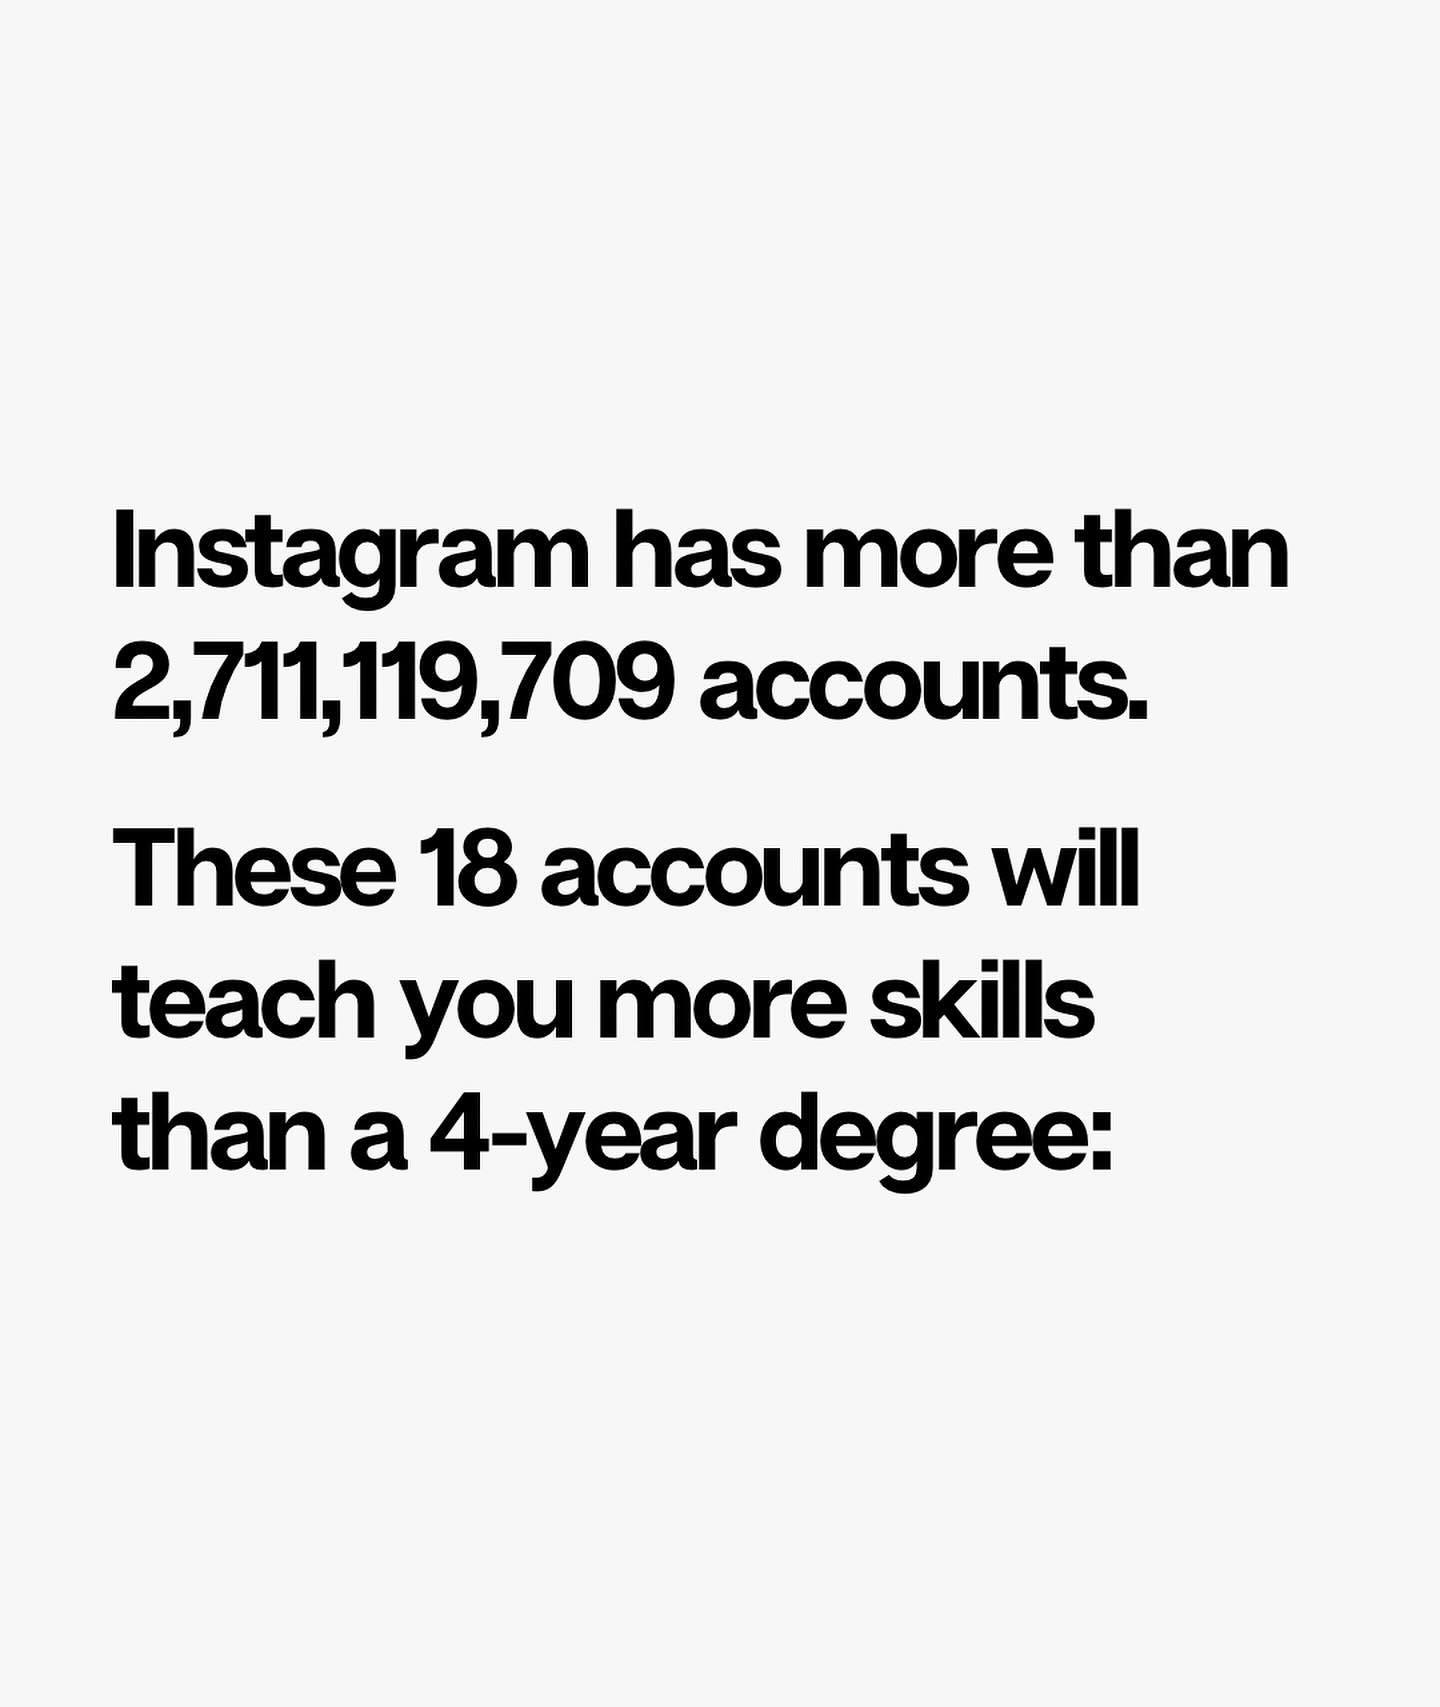 Instagram has more than
2,711,119,709 accounts.
These 18 accounts will
teach you more skills
than a 4-year degree: